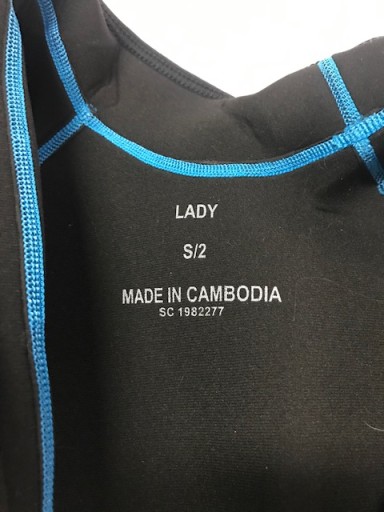 LADY
S/2
MADE IN CAMBODIA
SC 1982277